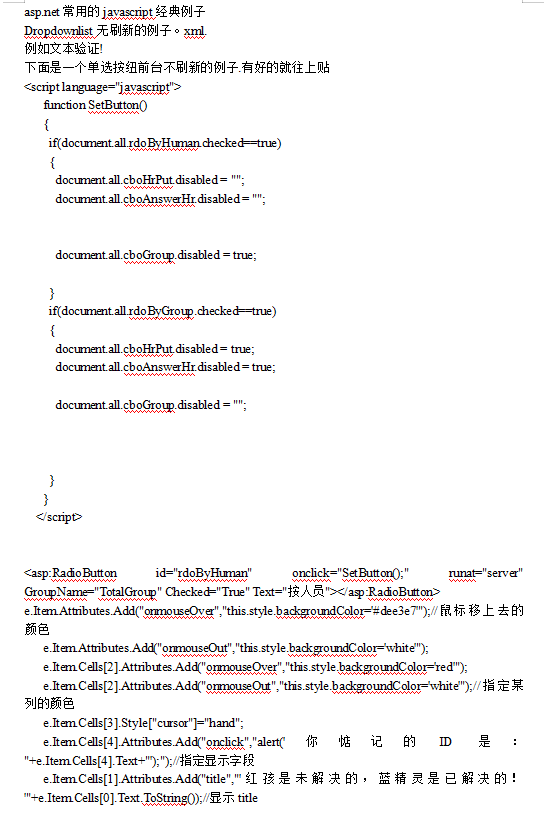 asp.net 常用的 javascript 经典例子
Dropdownlist 无刷新的例子。xml.
例如文本验证!
下面是一个单选按纽前台不刷新的例子.有好的就往上贴
<script language="javascript">
function SetButton()
{
if(document.all.rdoByHuman.checked==true)
{
document.all.cboHrPut.disabled = "";
document.all.cboAnswerHr.disabled = "";
document.all.cboGroup.disabled = true;
}
if(document.all.rdoByGroup.checked==true)
{
document.all.cboHrPut.disabled = true;
document.all.cboAnswerHr.disabled = true;
document.all.cboGroup.disabled = "";
}
}
</script>
<asp:RadioButton id="rdoByHuman" onclick="SetButton();" runat="server"
GroupName="TotalGroup" Checked="True" Text="按人员"></asp:RadioButton>
e.Item.Attributes.Add("onmouseOver","this.style.backgroundColor='#dee3e7'");//鼠标移上去的
颜色
e.Item.Attributes.Add("onmouseOut","this.style.backgroundColor='white'");
e.Item.Cells[2].Attributes.Add("onmouseOver","this.style.backgroundColor='red'");
e.Item.Cells[2].Attributes.Add("onmouseOut","this.style.backgroundColor='white'");//指定某
列的颜色
e.Item.Cells[3].Style["cursor"]="hand";
e.Item.Cells[4].Attributes.Add("onclick","alert(' 你 惦 记 的 ID 是 :
"+e.Item.Cells[4].Text+"');");//指定显示字段
e.Item.Cells[1].Attributes.Add("title","'红孩是未解决的，蓝精灵是已解决的!
'"+e.Item.Cells[0].Text.ToString());//显示 title